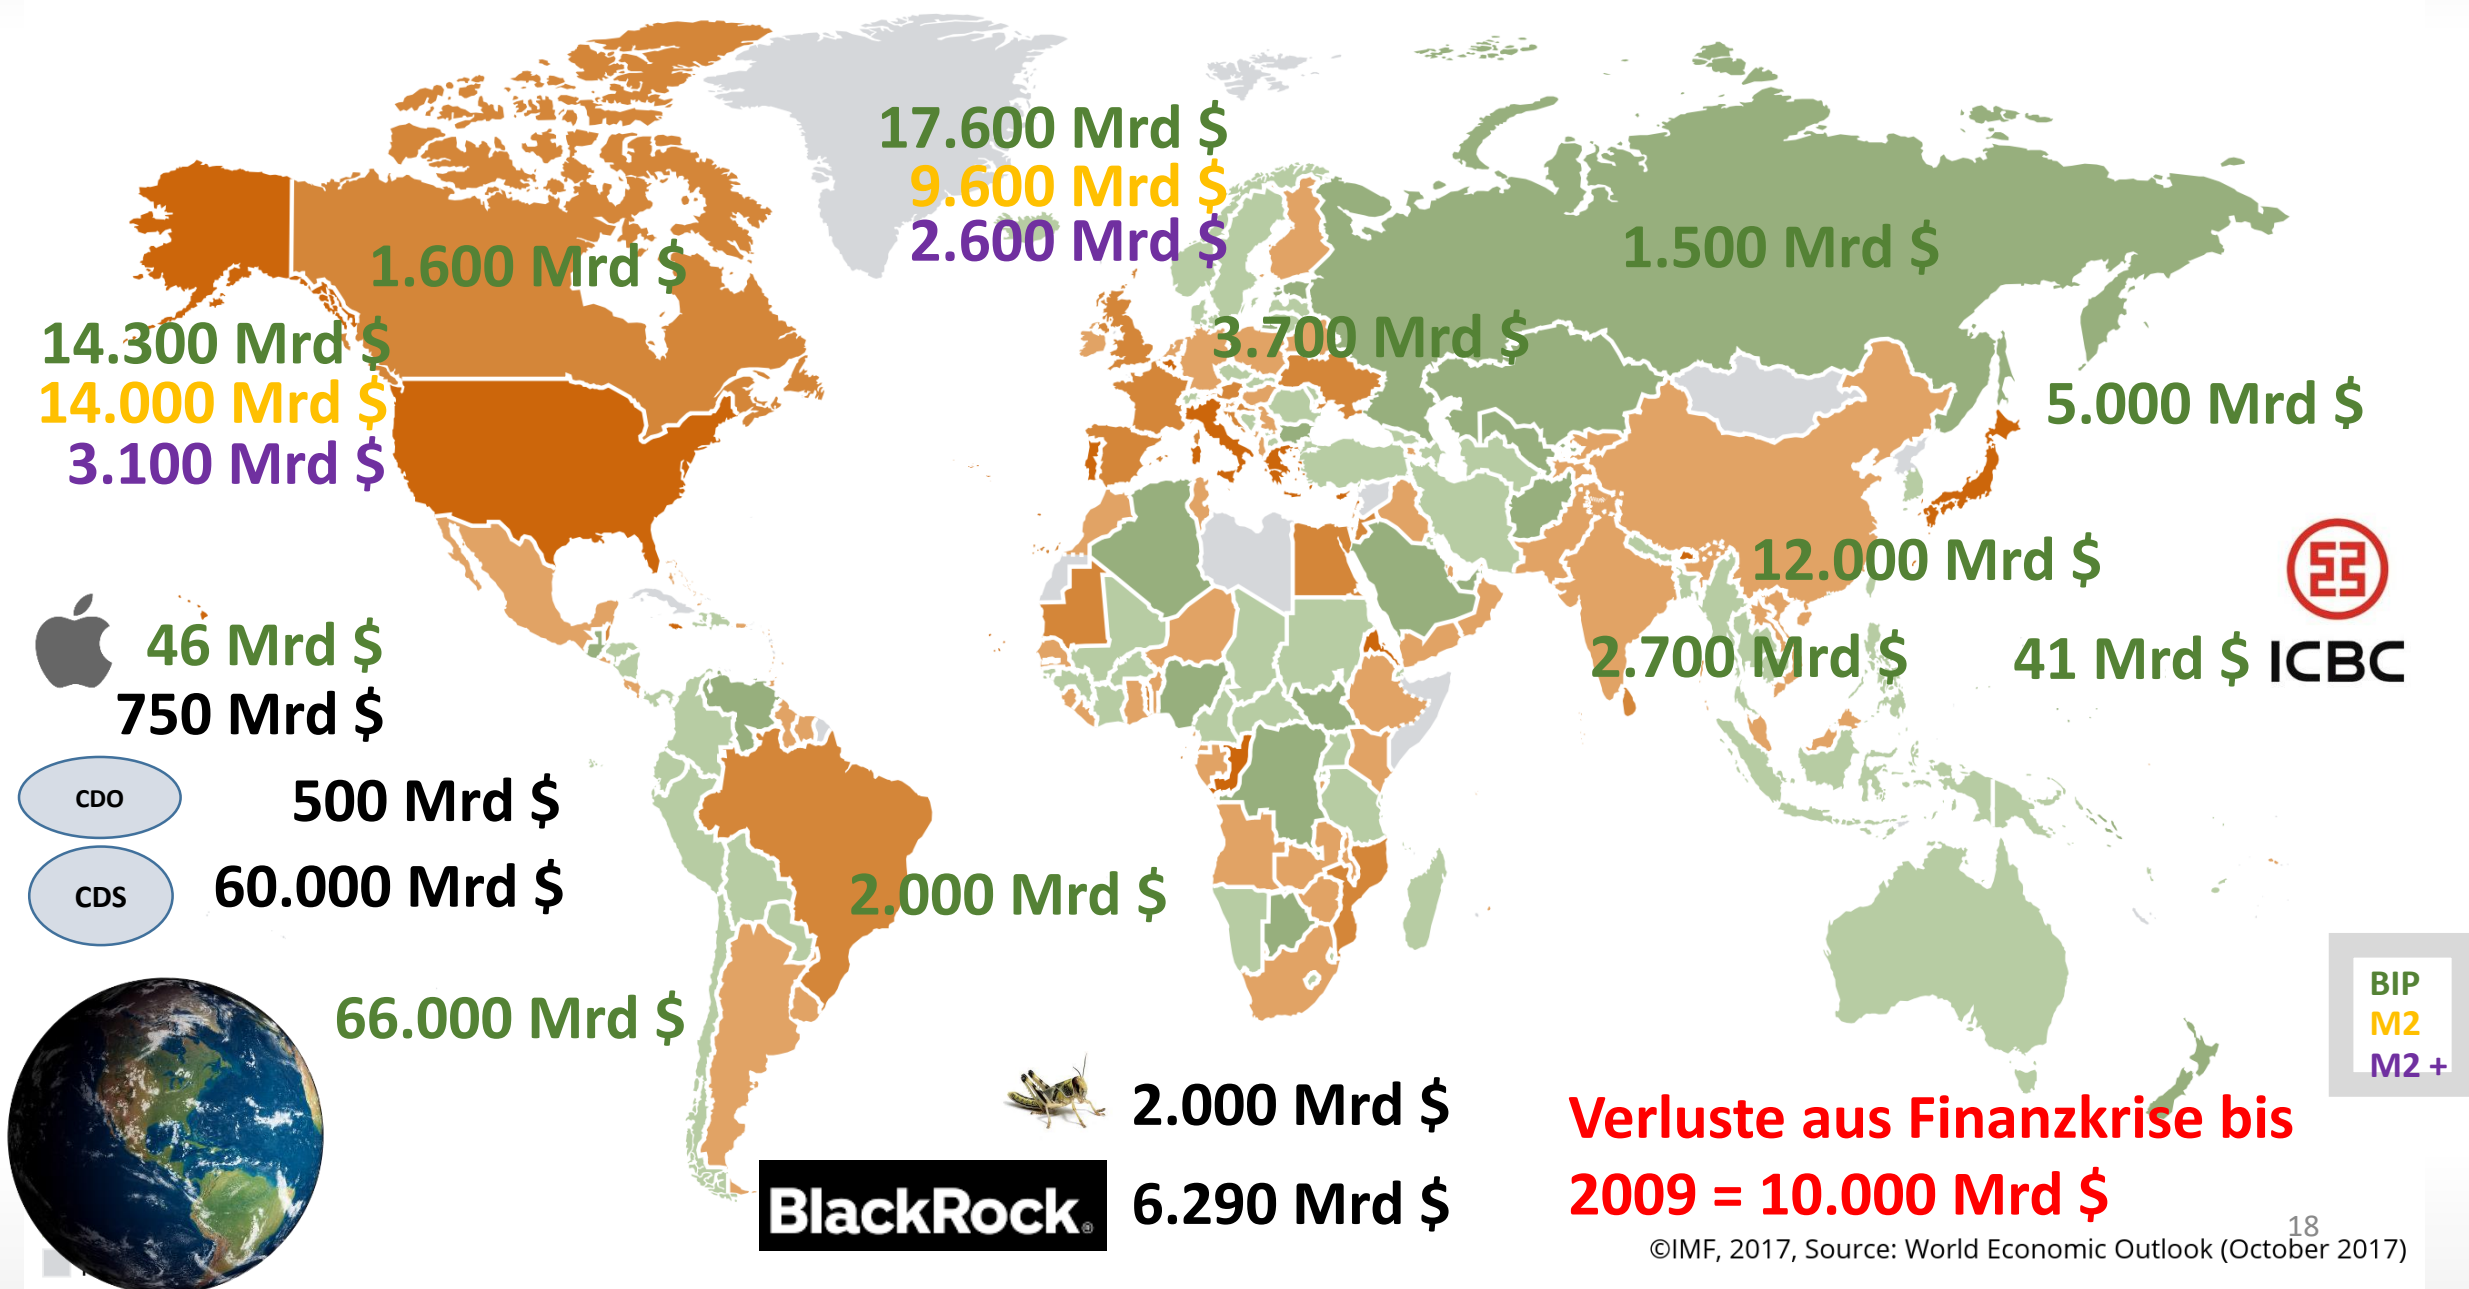 17.600 Mrd $
9.600 Mrd $
2.600 Mrd $
1.600 Mrd $
1.500 Mrd $
14.300 Mrd $
14.000 Mrd $
3.100 Mrd $
3.700 Mrd $
5.000 Mrd $
12.000 Mrd $
46 Mrd $
750 Mrd $
2.700 Mrd $
41 Mrd $
ICBC
CDO
500 Mrd $
CDS
60.000 Mrd $
2.000 Mrd $
66.000 Mrd $
BIP
M2
M2 +
2.000 Mrd $
BlackRock®
6.290 Mrd $
Verluste aus Finanzkrise bis
2009 = 10.000 Mrd $
18
©IMF, 2017, Source: World Economic Outlook (October 2017)